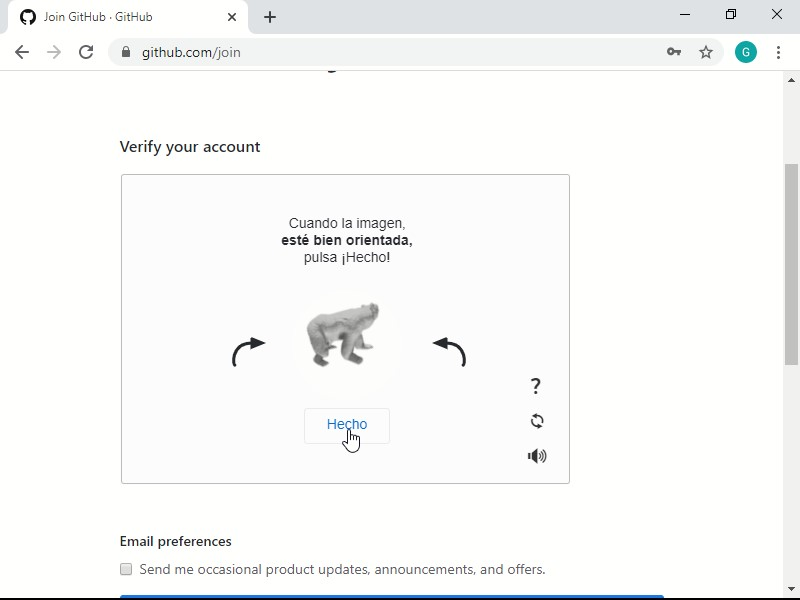 Join GitHub · GitHub
github.com/join
G
Verify your account
Cuando la imagen,
esté bien orientada,
pulsa ¡Hecho!
?
Hecho
Email preferences
Send me occasional product updates, announcements, and offers.